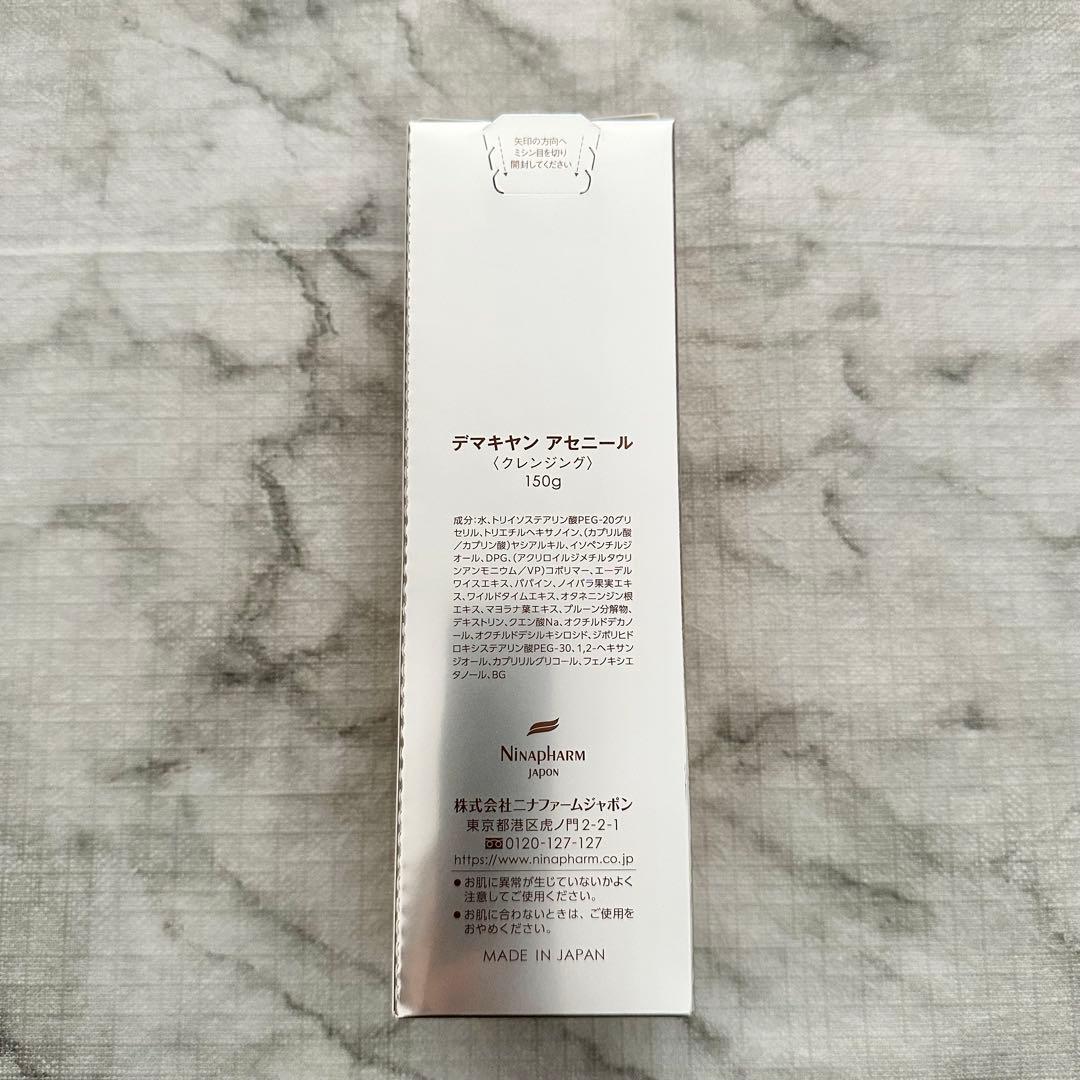 矢印の方向へ
ミシン目を切り
開封してください
デマキヤン アセニール
〈クレンジング〉
150g
成分:水、トリイソステアリン酸PEG-20グリ
セリル、トリエチルヘキサノイン、(カプリル酸
/カプリン酸)ヤシアルキル、イソペンチルジ
オール、DPG、(アクリロイルジメチルタウリ
ンアンモニウム/VP)コポリマー、エーデル
ワイスエキス、パパイン、ノイバラ果実エキ
ス、ワイルドタイムエキス、オタネニンジン根
エキス、マヨラナ葉エキス、プルーン分解物、
デキストリン、クエン酸Na、オクチルドデカノ
ール、オクチルドデシルキシロシド、ジポリヒド
ロキシステアリン酸PEG-30、1,2-ヘキサン
ジオール、カプリリルグリコール、フェノキシエ
タノール、BG
NINAPHARM
JAPON
株式会社ニナファームジャポン
東京都港区虎ノ門2-2-1
0120-127-127
https://www.ninapharm.co.jp
●お肌に異常が生じていないかよく
注意してご使用ください。
●お肌に合わないときは、ご使用を
おやめください。
MADE IN JAPAN